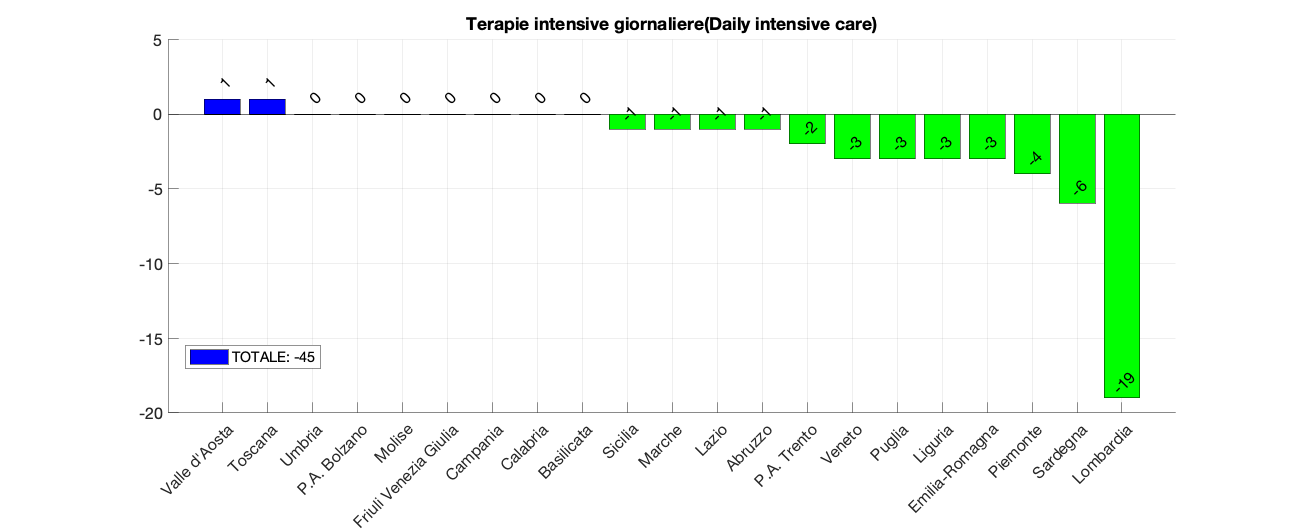 Terapie intensive giornaliere(Daily intensive care)
5
0
-5
-10
-15
-20
1
1
0
0
0
0
0
0
0
-1
-1
-1
-1
-2
-3
-3
-3
-3
-4
-6
-19
TOTALE: -45
Valle d'Aosta
Toscana
Umbria
P.A. Bolzano
Molise
Friuli Venezia Giulia
Campania
Calabria
Basilicata
Sicilia
Marche
Lazio
Abruzzo
P.A. Trento
Veneto
Puglia
Liguria
Emilia-Romagna
Piemonte
Sardegna
Lombardia